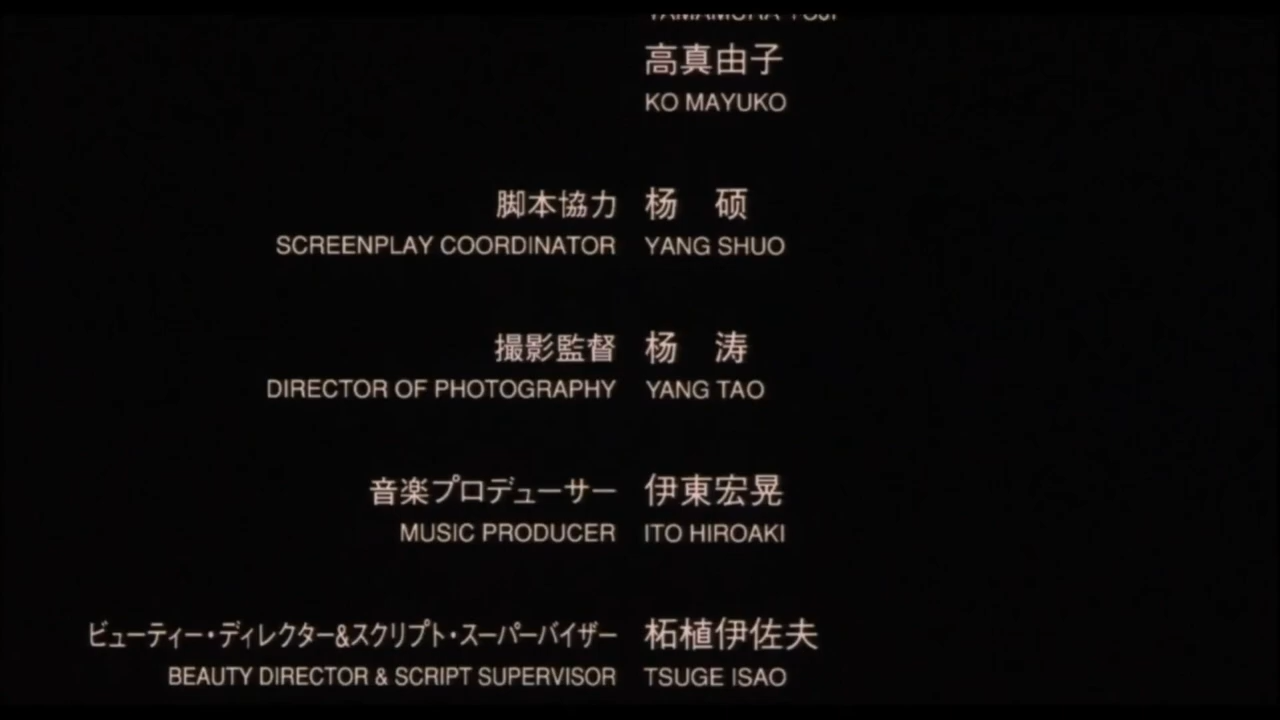 YAMAMURA YUJI
高真由子
KO MAYUKO
脚本協力 杨 硕
SCREENPLAY COORDINATOR YANG SHUO
撮影監督 杨 涛
DIRECTOR OF PHOTOGRAPHY YANG TAO
音楽プロデューサー 伊東宏晃
MUSIC PRODUCER ITO HIROAKI
ビューティー・ディレクター&スクリプト・スーパーバイザー 柘植伊佐夫
BEAUTY DIRECTOR & SCRIPT SUPERVISOR TSUGE ISAO